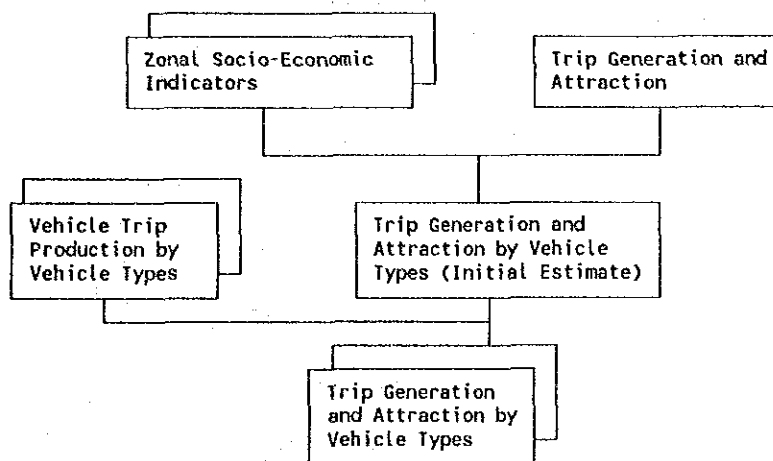 Zonal Socio-Economic
Indicators
Trip Generation and
Attraction
Vehicle Trip
Production by
Vehicle Types
Trip Generation and
Attraction by Vehicle
Types (Initial Estimate)
Trip Generation
and Attraction by
Vehicle Types